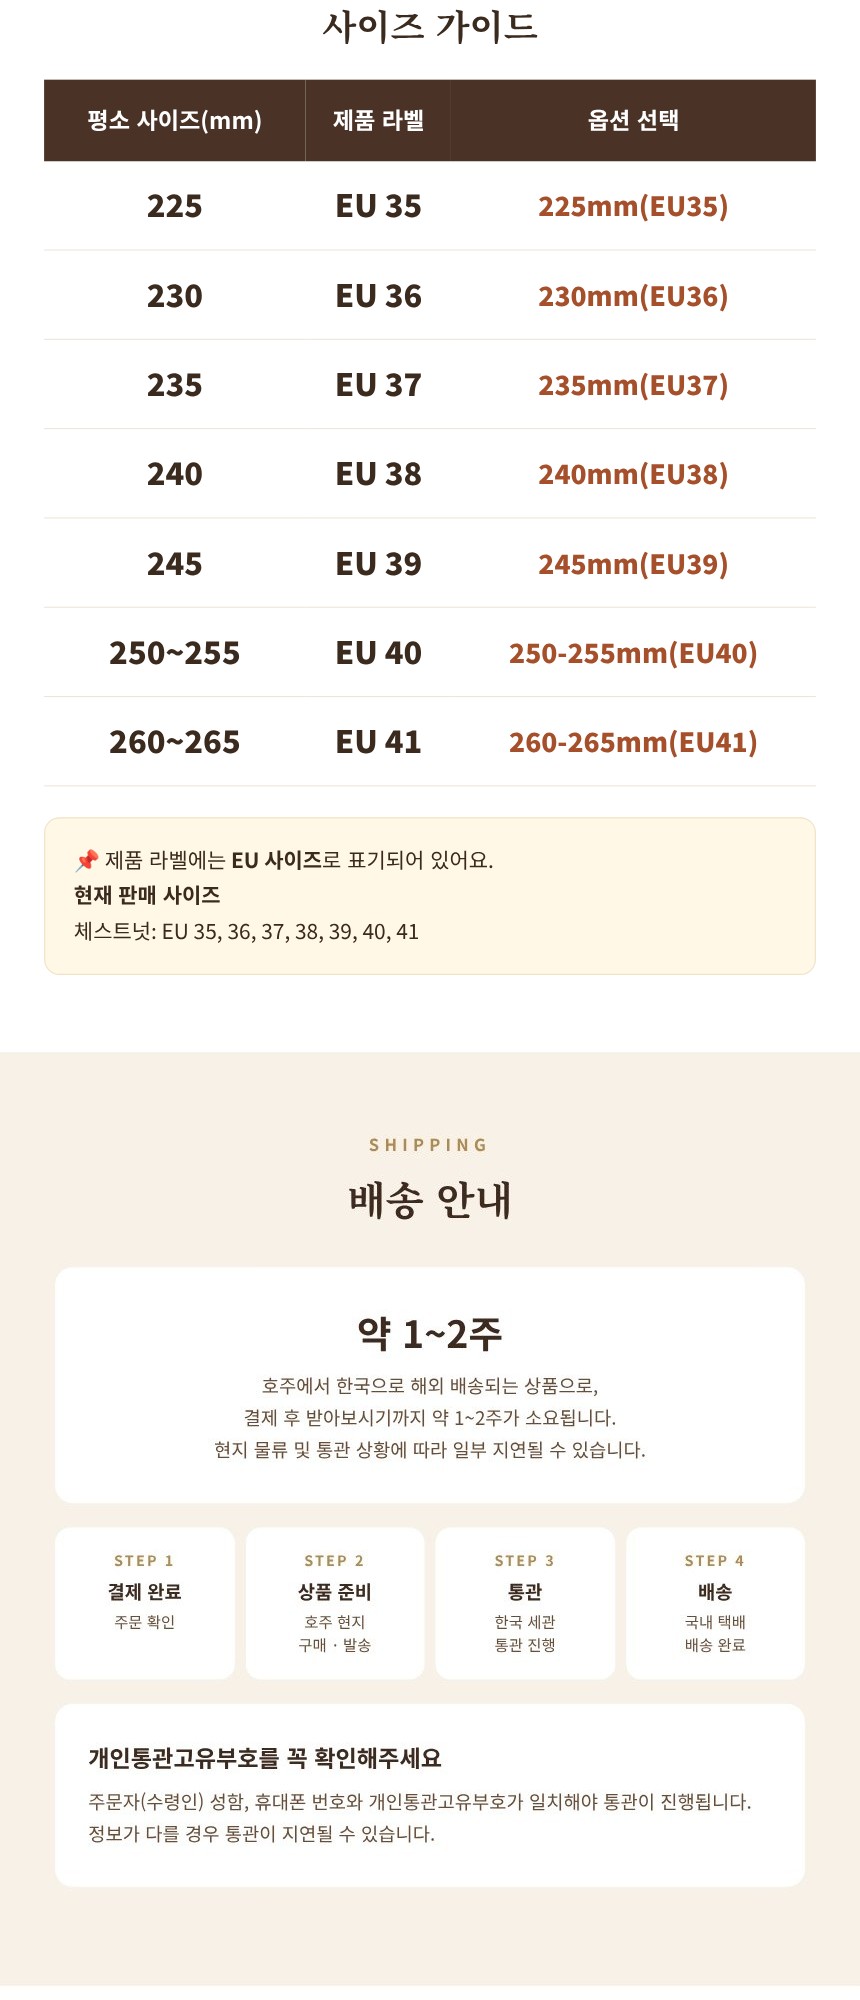 사이즈 가이드
평소 사이즈(mm) 제품 라벨 옵션 선택
225 EU 35 225mm(EU35)
230 EU 36 230mm(EU36)
235 EU 37 235mm(EU37)
240 EU 38 240mm(EU38)
245 EU 39 245mm(EU39)
250~255 EU 40 250-255mm(EU40)
260~265 EU 41 260-265mm(EU41)
📌 제품 라벨에는 EU 사이즈로 표기되어 있어요.
현재 판매 사이즈
체스트넛: EU 35, 36, 37, 38, 39, 40, 41
SHIPPING
배송 안내
약 1~2주
호주에서 한국으로 해외 배송되는 상품으로,
결제 후 받아보시기까지 약 1~2주가 소요됩니다.
현지 물류 및 통관 상황에 따라 일부 지연될 수 있습니다.
STEP 1
결제 완료
주문 확인
STEP 2
상품 준비
호주 현지
구매 · 발송
STEP 3
통관
한국 세관
통관 진행
STEP 4
배송
국내 택배
배송 완료
개인통관고유부호를 꼭 확인해주세요
주문자(수령인) 성함, 휴대폰 번호와 개인통관고유부호가 일치해야 통관이 진행됩니다.
정보가 다를 경우 통관이 지연될 수 있습니다.